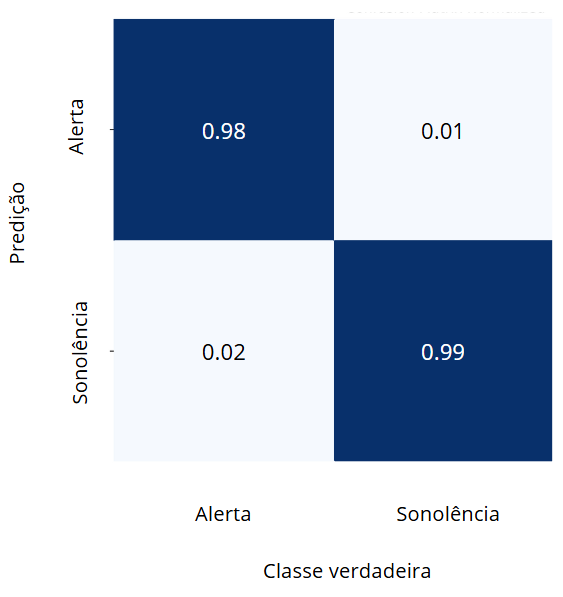 Predição
Alerta
0.98
0.01
Sonolência
0.02
0.99
Alerta
Sonolência
Classe verdadeira